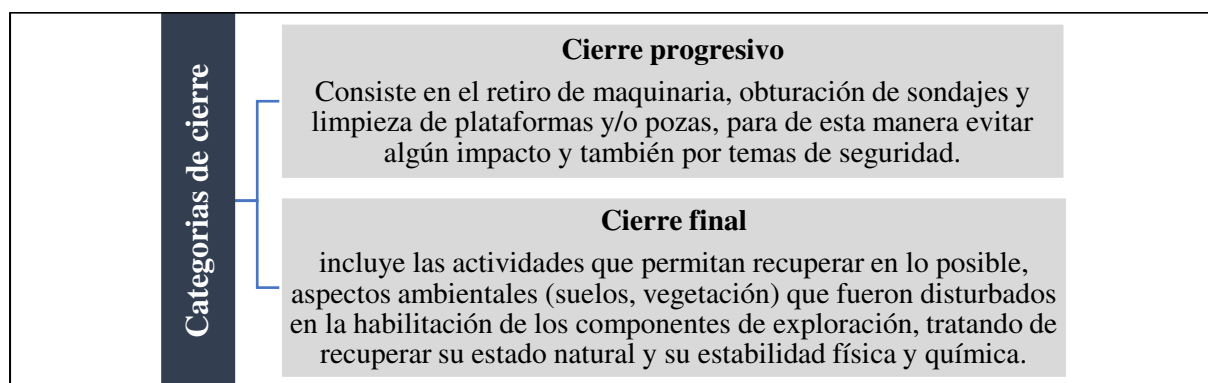 Categorias de cierre
Cierre progresivo
Consiste en el retiro de maquinaria, obturación de sondajes y
limpieza de plataformas y/o pozas, para de esta manera evitar
algún impacto y también por temas de seguridad.
Cierre final
incluye las actividades que permitan recuperar en lo posible,
aspectos ambientales (suelos, vegetación) que fueron disturbados
en la habilitación de los componentes de exploración, tratando de
recuperar su estado natural y su estabilidad física y química.